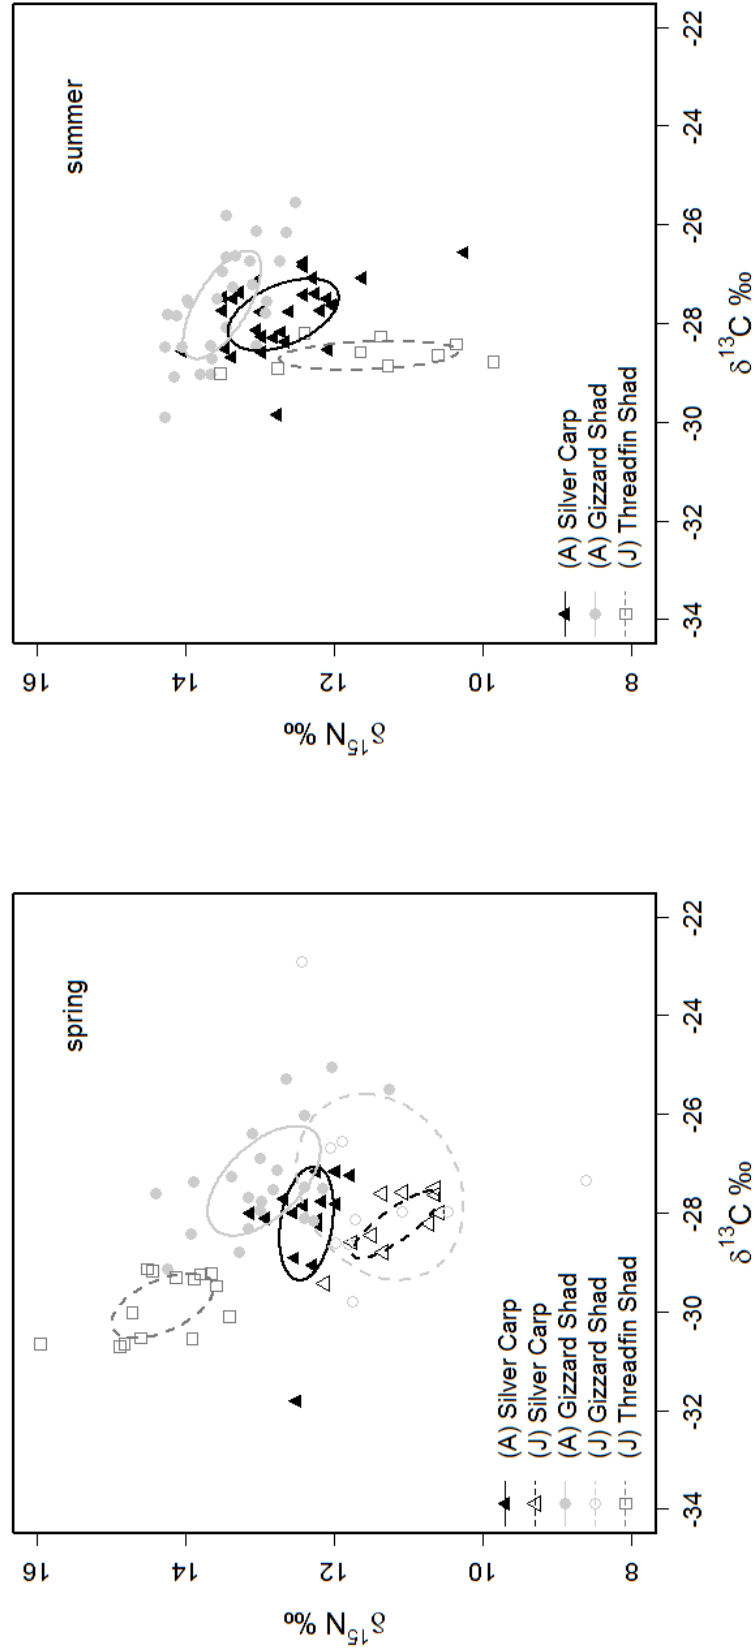 spring
16
14
12
10
8
δ¹⁵N ‰
(A) Silver Carp
(J) Silver Carp
(A) Gizzard Shad
(J) Gizzard Shad
(J) Threadfin Shad
-34 -32 -30 -28 -26 -24 -22
δ¹³C ‰
summer
16
14
12
10
8
δ¹⁵N ‰
(A) Silver Carp
(A) Gizzard Shad
(J) Threadfin Shad
-34 -32 -30 -28 -26 -24 -22
δ¹³C ‰